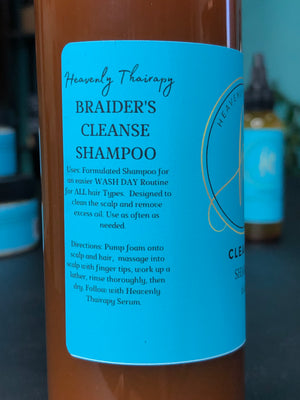 Heavenly Thairapy
BRAIDER'S
CLEANSE
SHAMPOO
Uses: Formulated Shampoo for
an easier WASH DAY Routine
for ALL hair Types. Designed to
clean the scalp and remove
excess oil. Use as often as
needed.
Directions: Pump foam onto
scalp and hair, massage into
scalp with finger tips, work up a
lather, rinse thoroughly, then
dry. Follow with Heavenly
Thairapy Serum.
HEAVENLY
CLEA